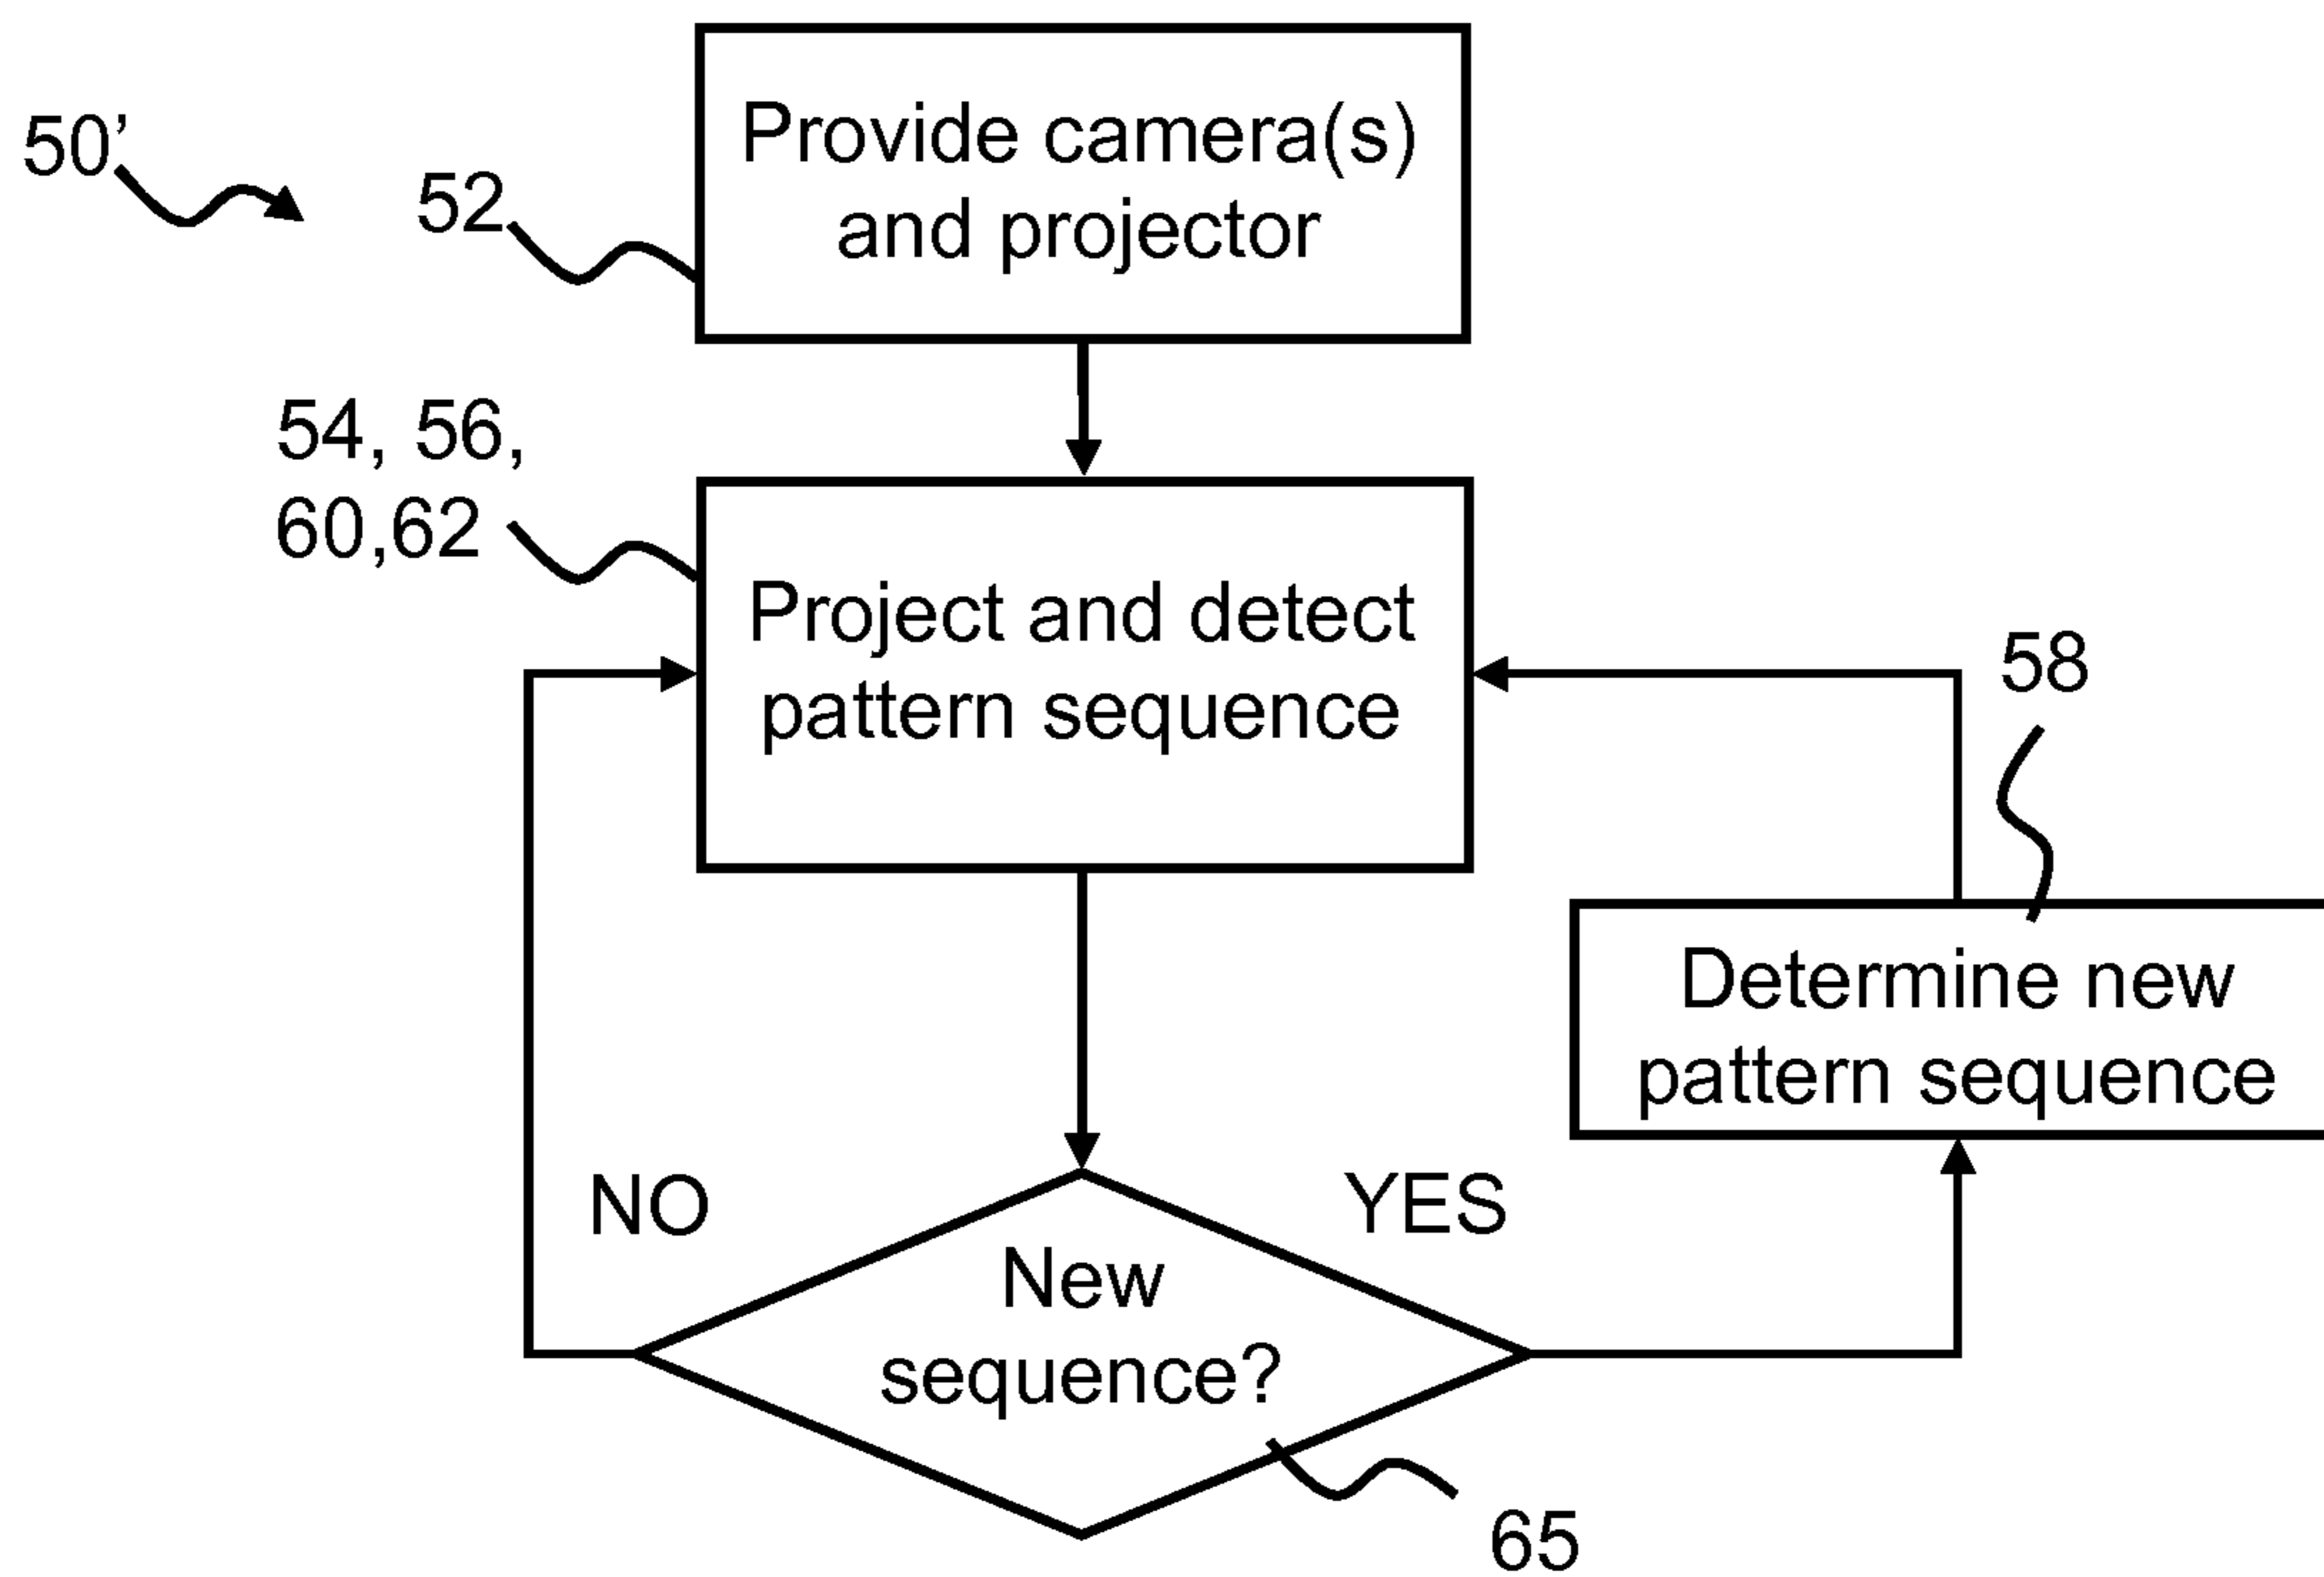 50’
52
Provide camera(s)
and projector
54, 56,
60,62
Project and detect
pattern sequence
58
Determine new
pattern sequence
NO
YES
New
sequence?
65